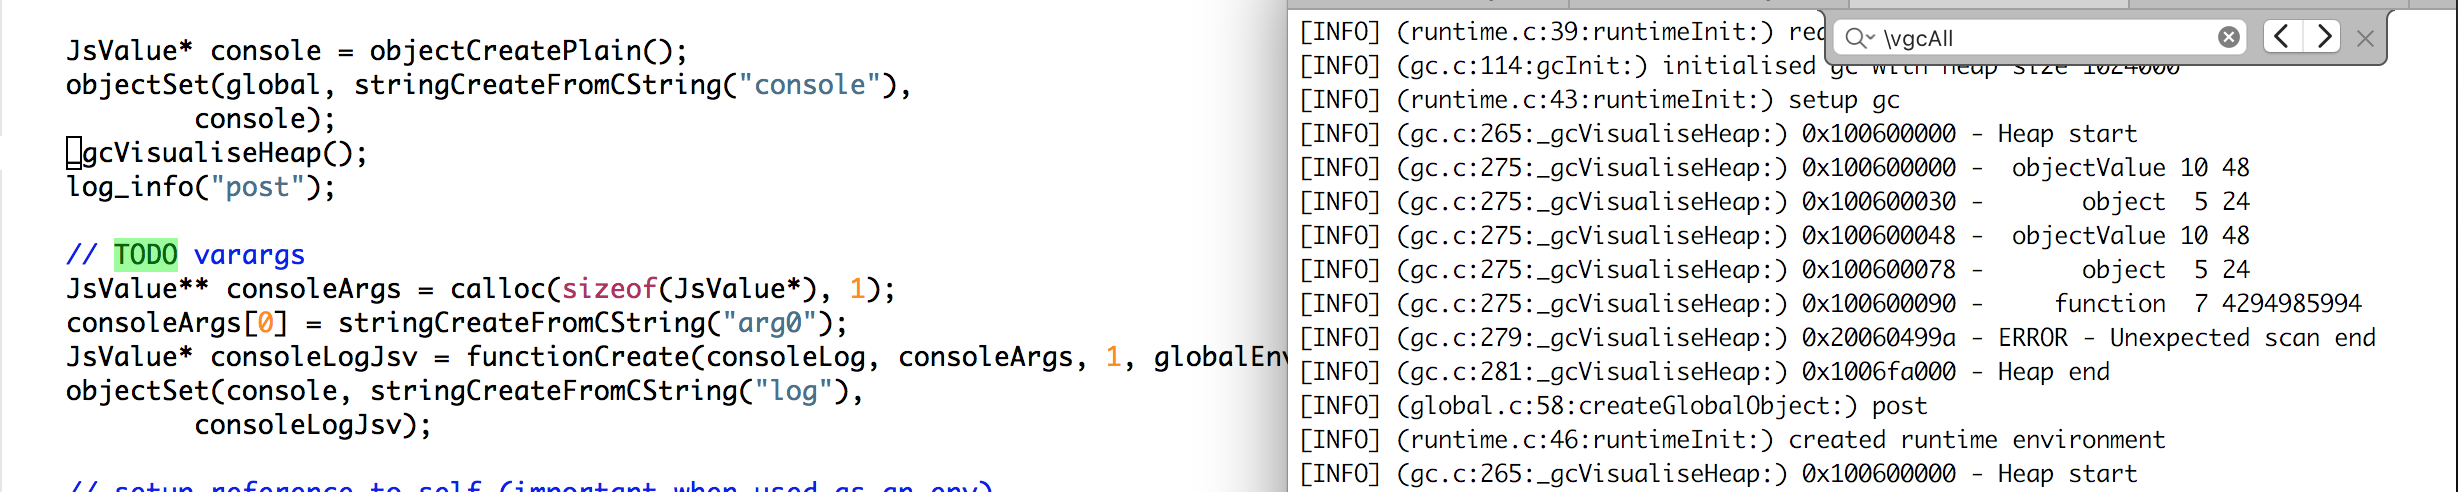 JsValue* console = objectCreatePlain();
objectSet(global, stringCreateFromCString("console"),
        console);
_gcVisualiseHeap();
log_info("post");

// TODO varargs
JsValue** consoleArgs = calloc(sizeof(JsValue*), 1);
consoleArgs[0] = stringCreateFromCString("arg0");
JsValue* consoleLogJsv = functionCreate(consoleLog, consoleArgs, 1, globalEnv
objectSet(console, stringCreateFromCString("log"),
        consoleLogJsv);

// setup reference to self (important when used as an env)
\vgcAll
[INFO] (runtime.c:39:runtimeInit:)
[INFO] (gc.c:114:gcInit:) initialised gc with heap size 1024000
[INFO] (runtime.c:43:runtimeInit:) setup gc
[INFO] (gc.c:265:_gcVisualiseHeap:) 0x100600000 - Heap start
[INFO] (gc.c:275:_gcVisualiseHeap:) 0x100600000 -  objectValue 10 48
[INFO] (gc.c:275:_gcVisualiseHeap:) 0x100600030 -       object  5 24
[INFO] (gc.c:275:_gcVisualiseHeap:) 0x100600048 -  objectValue 10 48
[INFO] (gc.c:275:_gcVisualiseHeap:) 0x100600078 -       object  5 24
[INFO] (gc.c:275:_gcVisualiseHeap:) 0x100600090 -     function  7 4294985994
[INFO] (gc.c:279:_gcVisualiseHeap:) 0x20060499a - ERROR - Unexpected scan end
[INFO] (gc.c:281:_gcVisualiseHeap:) 0x1006fa000 - Heap end
[INFO] (global.c:58:createGlobalObject:) post
[INFO] (runtime.c:46:runtimeInit:) created runtime environment
[INFO] (gc.c:265:_gcVisualiseHeap:) 0x100600000 - Heap start